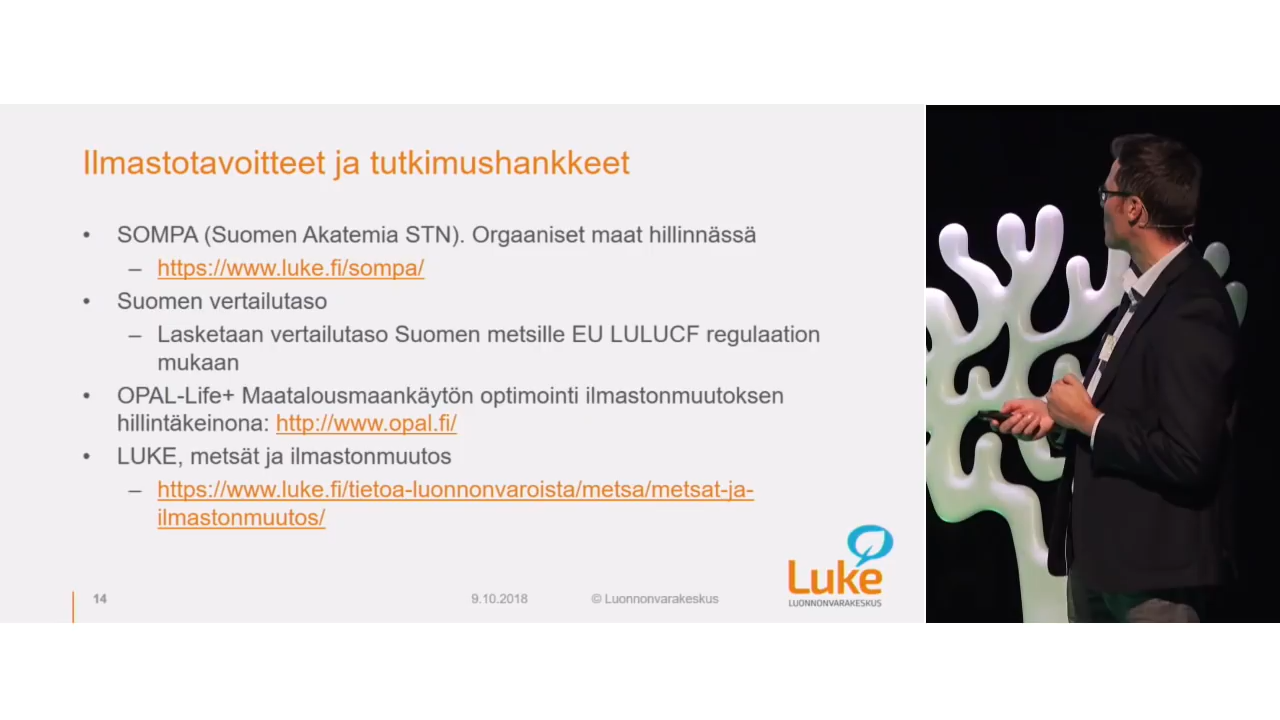 Ilmastotavoitteet ja tutkimushankkeet
• SOMPA (Suomen Akatemia STN). Orgaaniset maat hillinnässä
– https://www.luke.fi/sompa/
• Suomen vertailutaso
– Lasketaan vertailutaso Suomen metsille EU LULUCF regulaation
mukaan
• OPAL-Life+ Maatalousmaankäytön optimointi ilmastonmuutoksen
hillintäkeinona: http://www.opal.fi/
• LUKE, metsät ja ilmastonmuutos
– https://www.luke.fi/tietoa-luonnonvaroista/metsa/metsat-ja-
ilmastonmuutos/
Luke
LUONNONVARAKESKUS
14 9.10.2018 © Luonnonvarakeskus